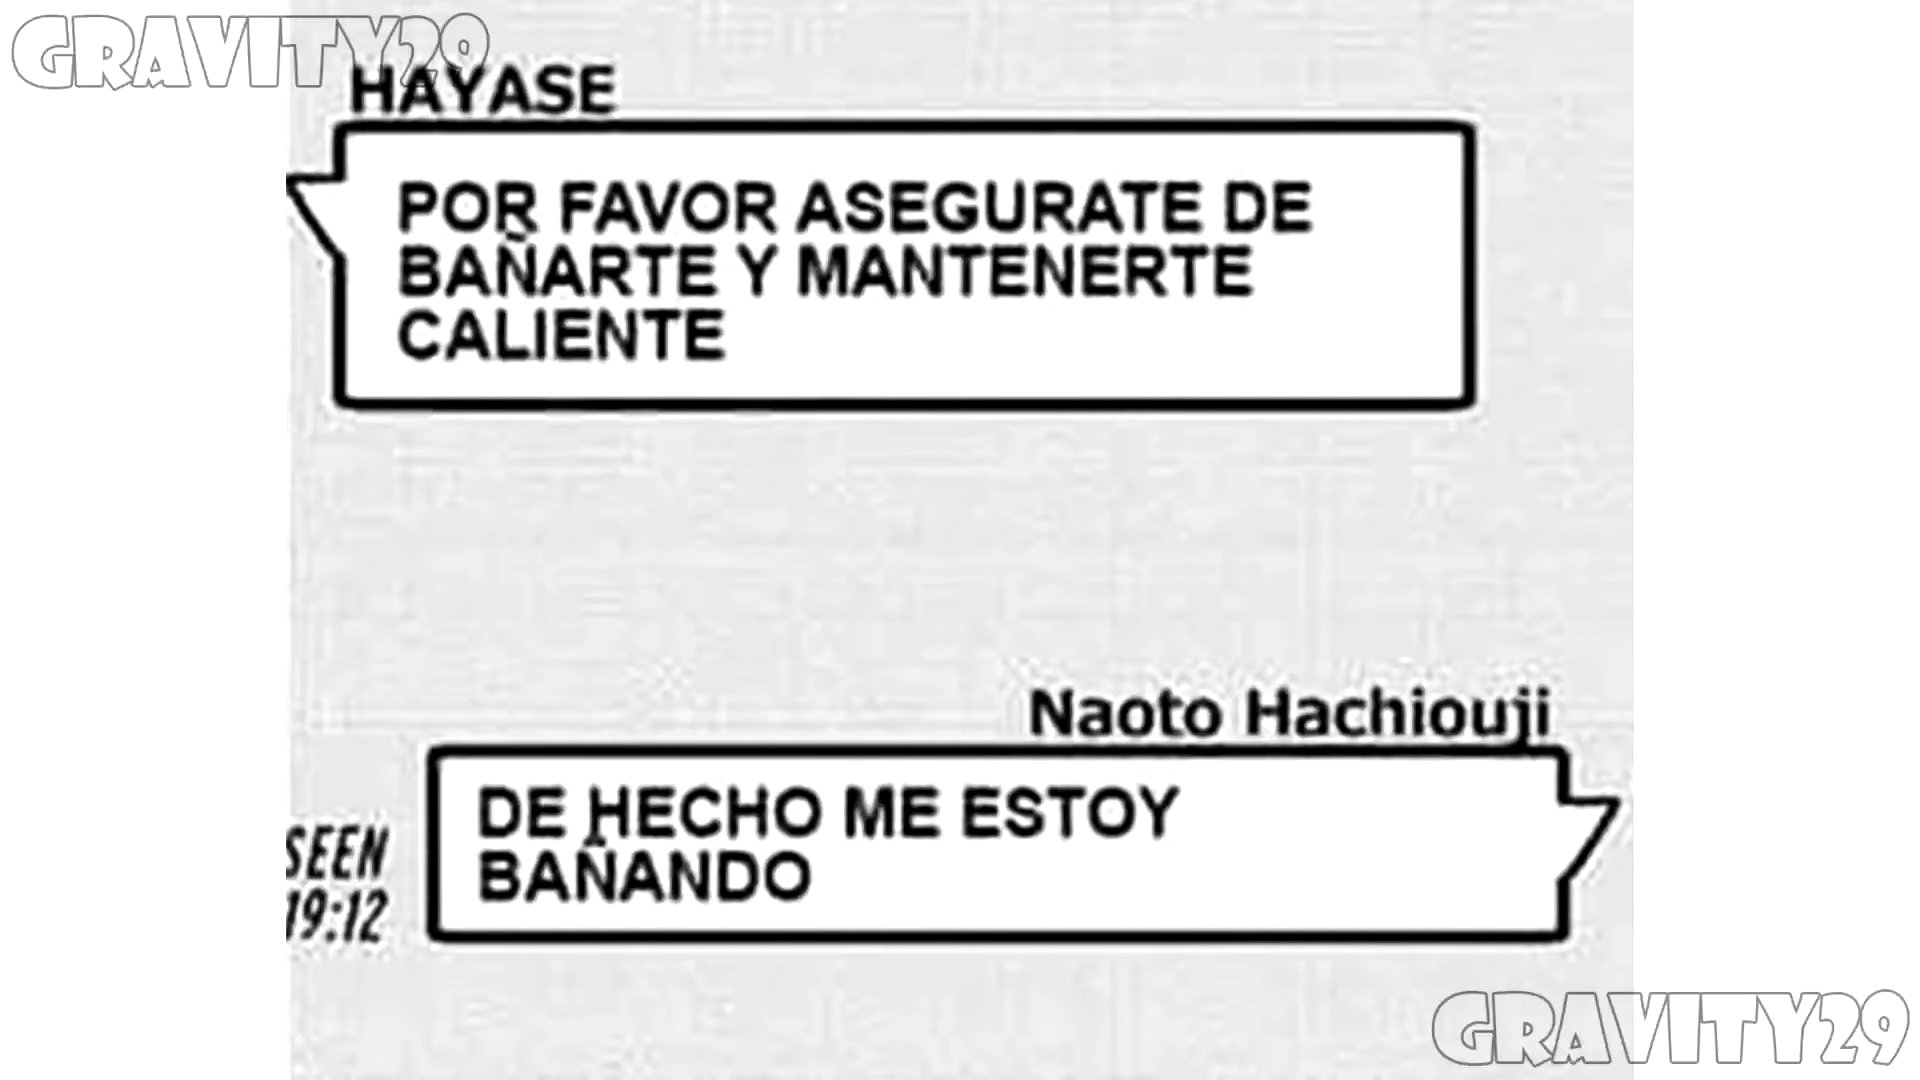 GRAVITY29
HAYASE
POR FAVOR ASEGURATE DE
BAÑARTE Y MANTENERTE
CALIENTE
Naoto Hachiouji
DE HECHO ME ESTOY
BAÑANDO
SEEN
19:12
GRAVITY29